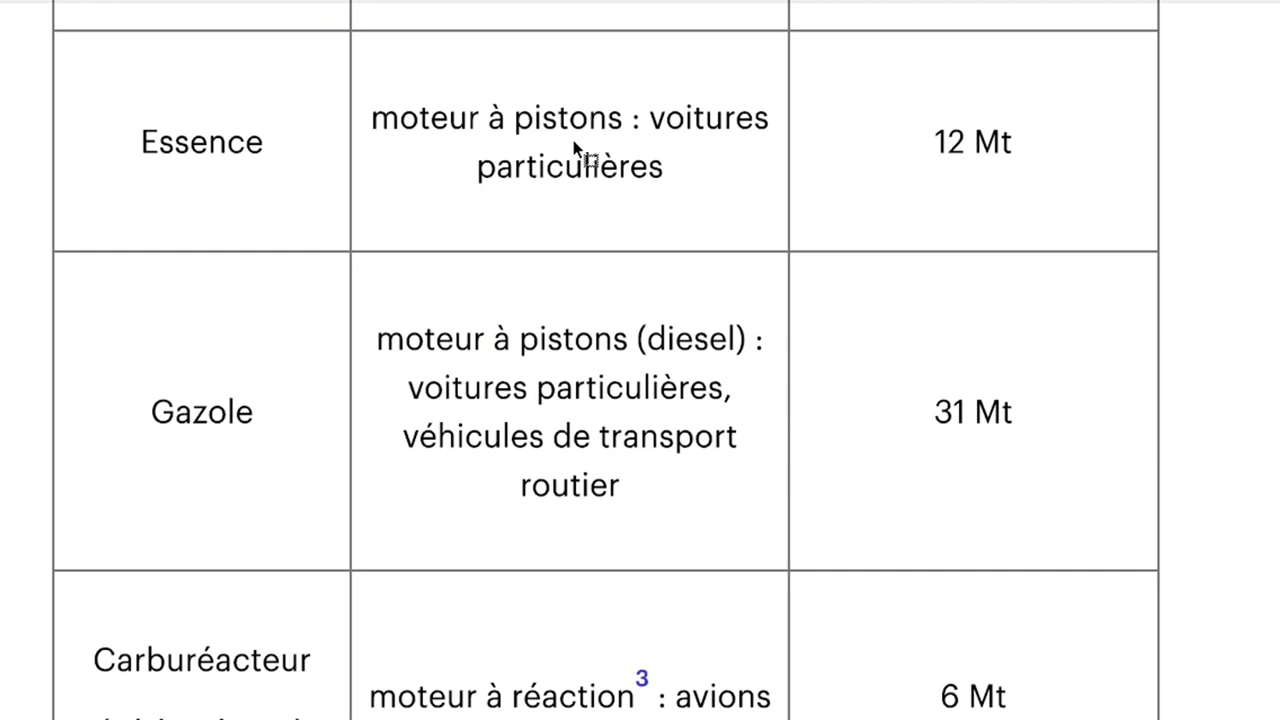 Essence
moteur à pistons : voitures
particulières
12 Mt
Gazole
moteur à pistons (diesel) :
voitures particulières,
véhicules de transport
routier
31 Mt
Carburéacteur
moteur à réaction3 : avions
6 Mt